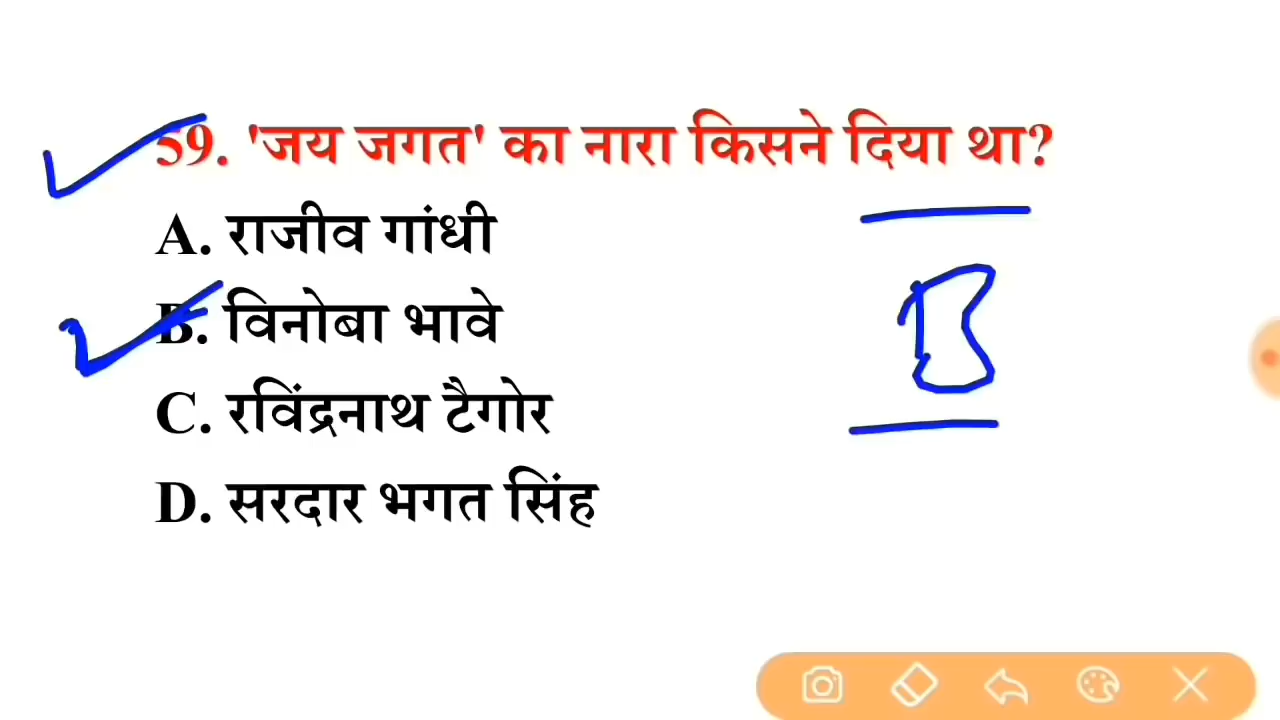 59. 'जय जगत' का नारा किसने दिया था?
A. राजीव गांधी
B. विनोबा भावे
B
C. रविंद्रनाथ टैगोर
D. सरदार भगत सिंह